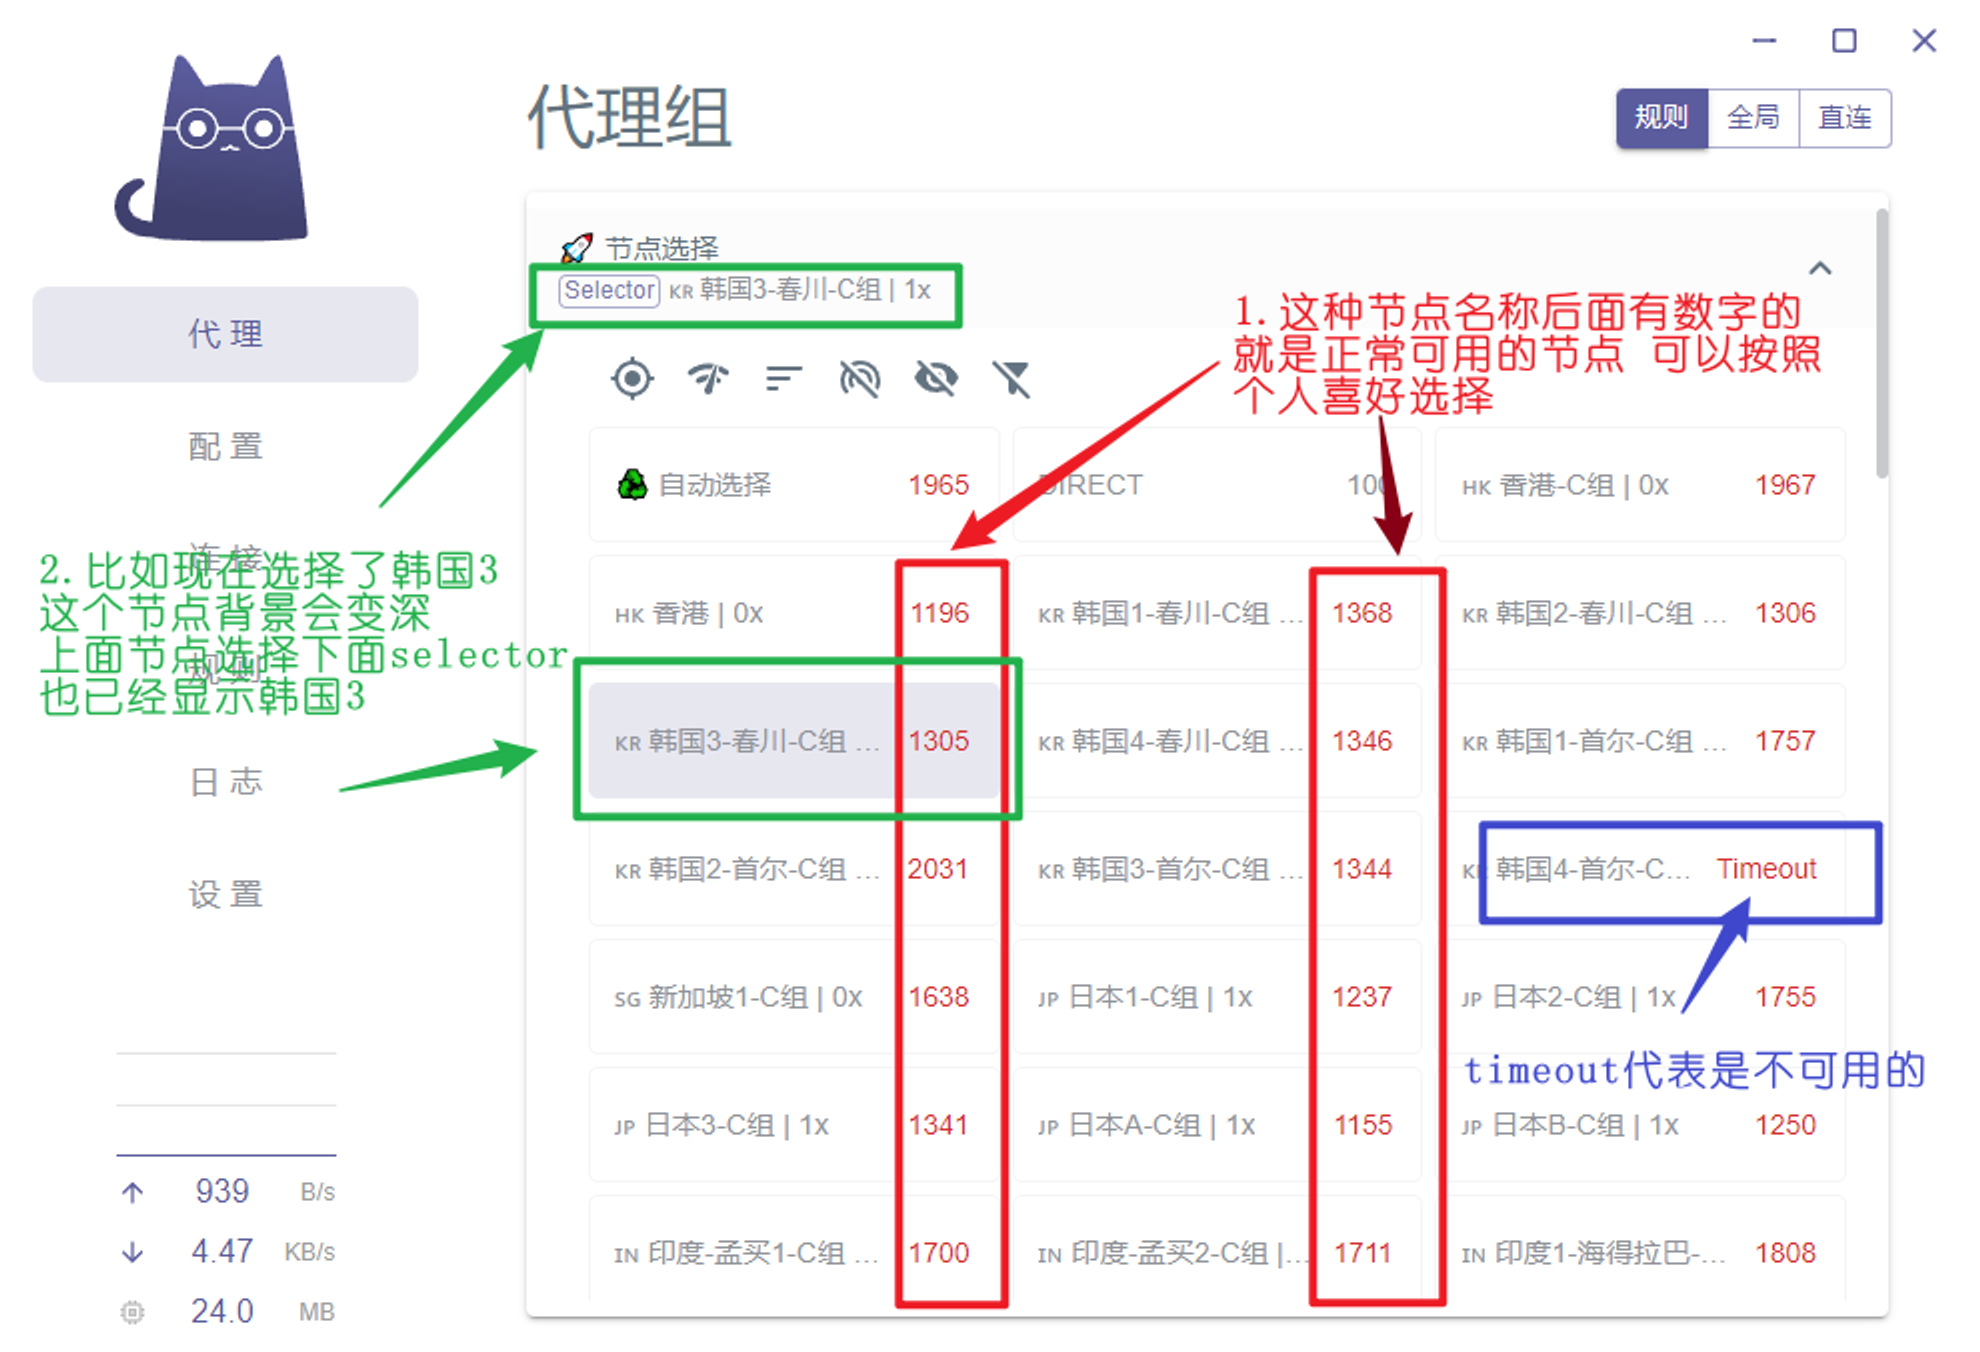 代理组
规则 全局 直连
节点选择
Selector KR 韩国3-春川-C组 | 1x
1.这种节点名称后面有数字的
就是正常可用的节点 可以按照
个人喜好选择
代理
配置
连接
规则
日志
设置
2.比如现在选择了韩国3
这个节点背景会变深
上面节点选择下面selector
也已经显示韩国3
自动选择 1965
DIRECT
HK 香港-C组 | 0x 1967
HK 香港 | 0x 1196
KR 韩国1-春川-C组 ... 1368
KR 韩国2-春川-C组 ... 1306
KR 韩国3-春川-C组 ... 1305
KR 韩国4-春川-C组 ... 1346
KR 韩国1-首尔-C组 ... 1757
KR 韩国2-首尔-C组 ... 2031
KR 韩国3-首尔-C组 ... 1344
KR 韩国4-首尔-C... Timeout
SG 新加坡1-C组 | 0x 1638
JP 日本1-C组 | 1x 1237
JP 日本2-C组 | 1x 1755
timeout代表是不可用的
JP 日本3-C组 | 1x 1341
JP 日本A-C组 | 1x 1155
JP 日本B-C组 | 1x 1250
IN 印度-孟买1-C组 ... 1700
IN 印度-孟买2-C组 |... 1711
IN 印度1-海得拉巴-... 1808
939 B/s
4.47 KB/s
24.0 MB